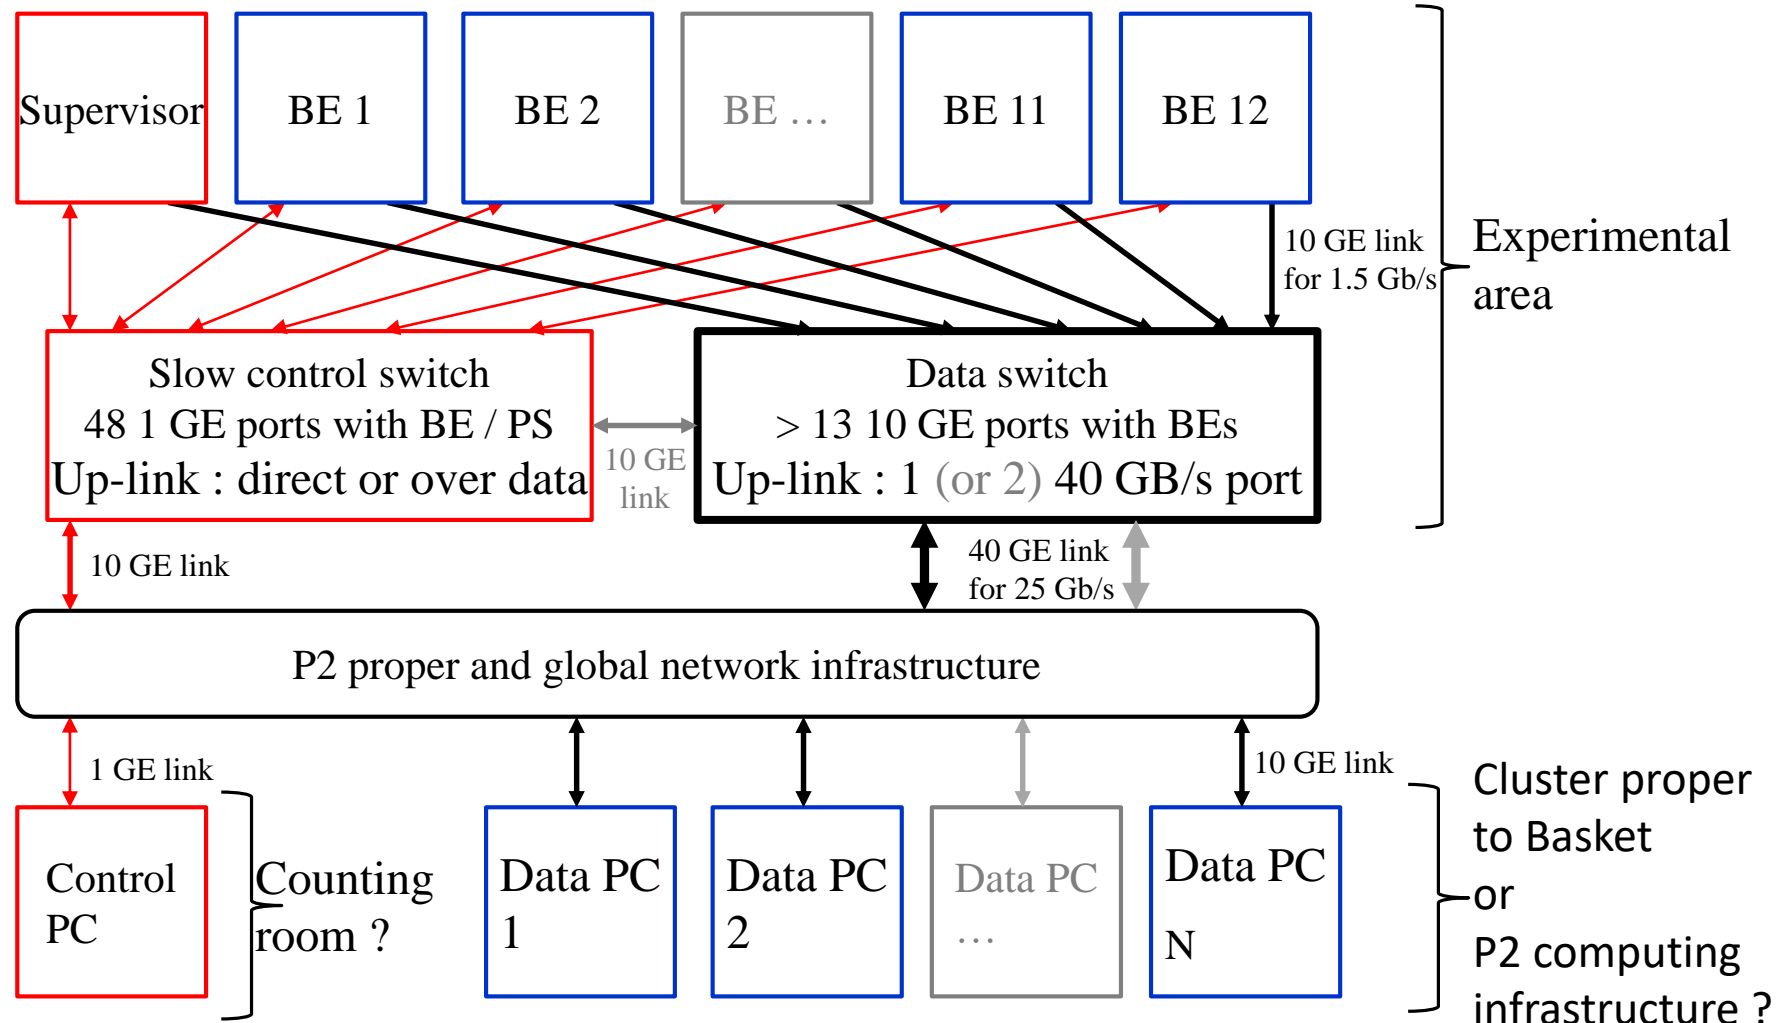 Supervisor
BE 1
BE 2
BE …
BE 11
BE 12
10 GE link
for 1.5 Gb/s
Experimental
area
Slow control switch
48 1 GE ports with BE / PS
Up-link : direct or over data
10 GE
link
Data switch
> 13 10 GE ports with BEs
Up-link : 1 (or 2) 40 GB/s port
10 GE link
40 GE link
for 25 Gb/s
P2 proper and global network infrastructure
1 GE link
10 GE link
Control
PC
Counting
room ?
Data PC
1
Data PC
2
Data PC
…
Data PC
N
Cluster proper
to Basket
or
P2 computing
infrastructure ?